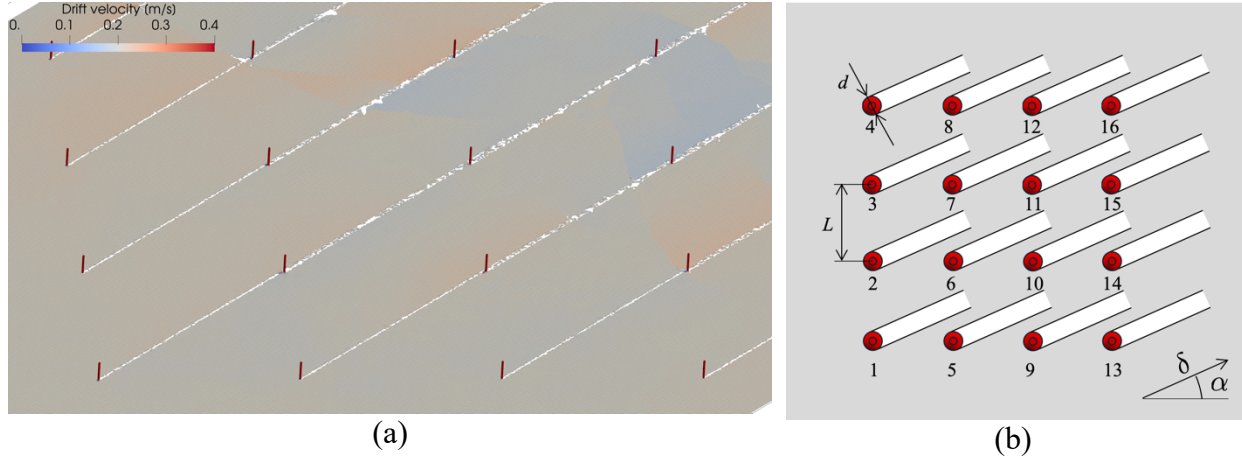 Drift velocity [m/s]
0. 0.1 0.2 0.3 0.4
d
4 8 12 16
3 7 11 15
L
2 6 10 14
1 5 9 13
δ
α
(a)
(b)